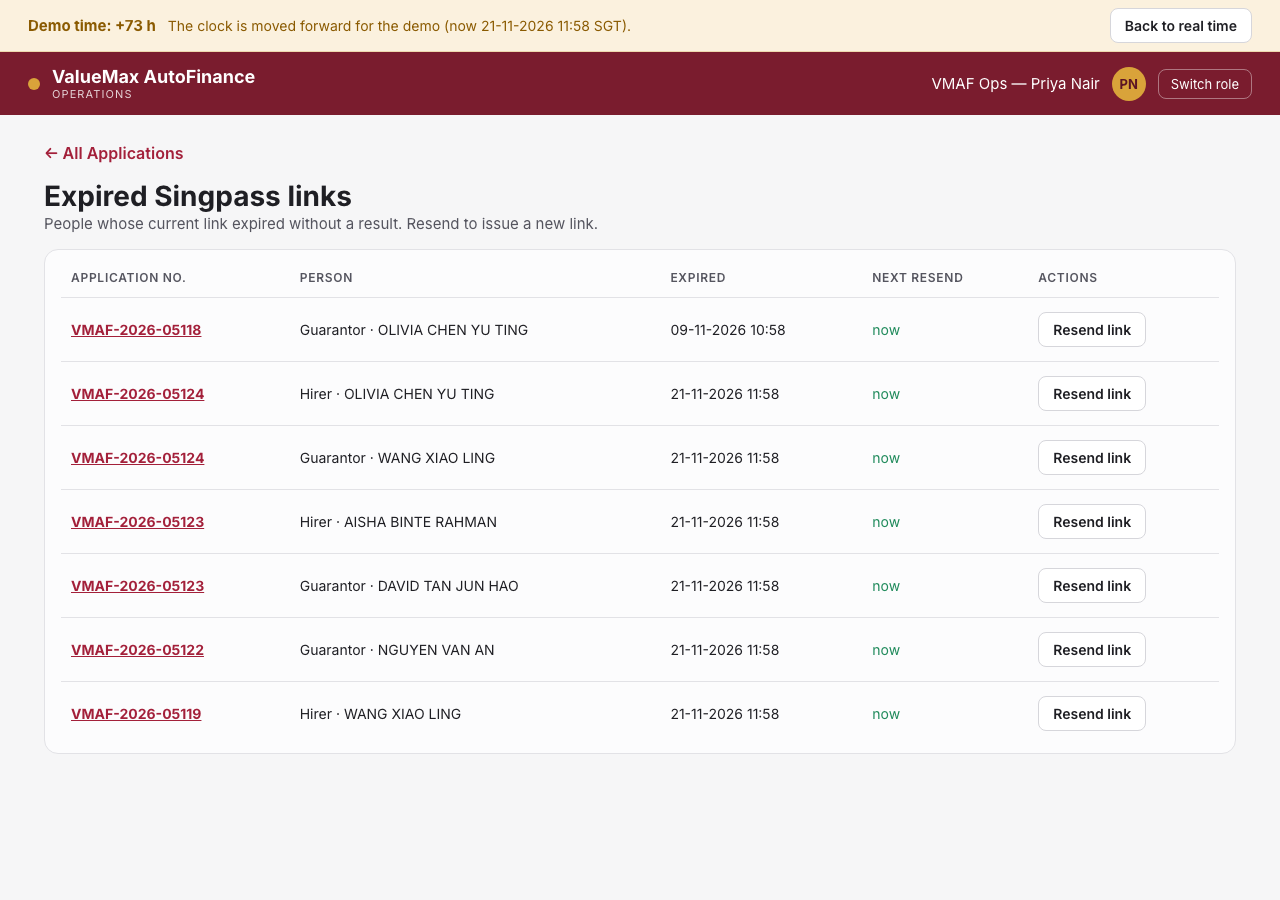 Demo time: +73 h The clock is moved forward for the demo (now 21-11-2026 11:58 SGT). Back to real time
ValueMax AutoFinance
OPERATIONS
VMAF Ops — Priya Nair PN Switch role
← All Applications
Expired Singpass links
People whose current link expired without a result. Resend to issue a new link.
APPLICATION NO. PERSON EXPIRED NEXT RESEND ACTIONS
VMAF-2026-05118 Guarantor · OLIVIA CHEN YU TING 09-11-2026 10:58 now Resend link
VMAF-2026-05124 Hirer · OLIVIA CHEN YU TING 21-11-2026 11:58 now Resend link
VMAF-2026-05124 Guarantor · WANG XIAO LING 21-11-2026 11:58 now Resend link
VMAF-2026-05123 Hirer · AISHA BINTE RAHMAN 21-11-2026 11:58 now Resend link
VMAF-2026-05123 Guarantor · DAVID TAN JUN HAO 21-11-2026 11:58 now Resend link
VMAF-2026-05122 Guarantor · NGUYEN VAN AN 21-11-2026 11:58 now Resend link
VMAF-2026-05119 Hirer · WANG XIAO LING 21-11-2026 11:58 now Resend link